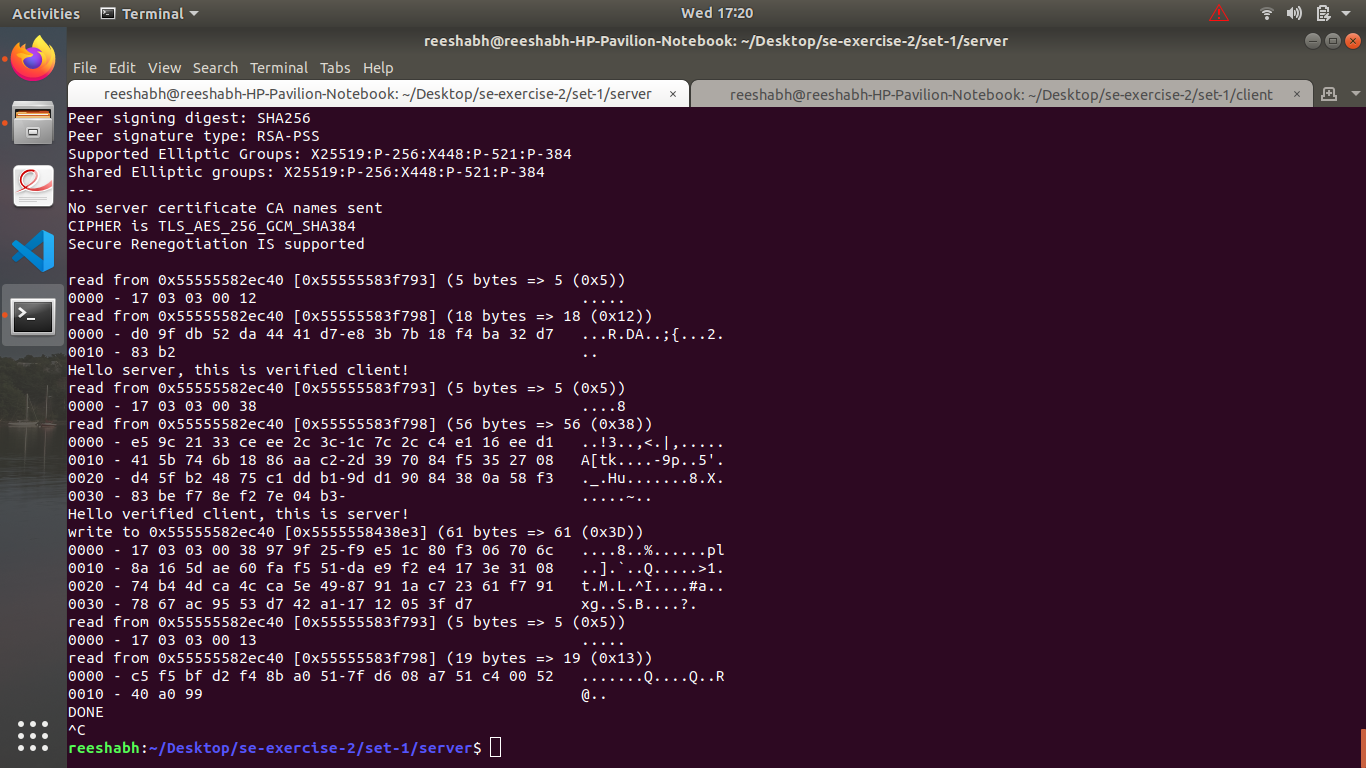 Activities Terminal Wed 17:20
reeshabh@reeshabh-HP-Pavilion-Notebook: ~/Desktop/se-exercise-2/set-1/server
File Edit View Search Terminal Tabs Help
reeshabh@reeshabh-HP-Pavilion-Notebook: ~/Desktop/se-exercise-2/set-1/server × reeshabh@reeshabh-HP-Pavilion-Notebook: ~/Desktop/se-exercise-2/set-1/client ×
Peer signing digest: SHA256
Peer signature type: RSA-PSS
Supported Elliptic Groups: X25519:P-256:X448:P-521:P-384
Shared Elliptic groups: X25519:P-256:X448:P-521:P-384
---
No server certificate CA names sent
CIPHER is TLS_AES_256_GCM_SHA384
Secure Renegotiation IS supported
read from 0x55555582ec40 [0x55555583f793] (5 bytes => 5 (0x5))
0000 - 17 03 03 00 12                                    .....
read from 0x55555582ec40 [0x55555583f798] (18 bytes => 18 (0x12))
0000 - d0 9f db 52 da 44 41 d7-e8 3b 7b 18 f4 ba 32 d7   ...R.DA..;{...2.
0010 - 83 b2                                             ..
Hello server, this is verified client!
read from 0x55555582ec40 [0x55555583f793] (5 bytes => 5 (0x5))
0000 - 17 03 03 00 38                                    ....8
read from 0x55555582ec40 [0x55555583f798] (56 bytes => 56 (0x38))
0000 - e5 9c 21 33 ce ee 2c 3c-1c 7c 2c c4 e1 16 ee d1   ..!3..,<.|,.....
0010 - 41 5b 74 6b 18 86 aa c2-2d 39 70 84 f5 35 27 08   A[tk....-9p..5'.
0020 - d4 5f b2 48 75 c1 dd b1-9d d1 90 84 38 0a 58 f3   ._.Hu.......8.X.
0030 - 83 be f7 8e f2 7e 04 b3-                          .....~..
Hello verified client, this is server!
write to 0x55555582ec40 [0x5555558438e3] (61 bytes => 61 (0x3D))
0000 - 17 03 03 00 38 97 9f 25-f9 e5 1c 80 f3 06 70 6c   ....8..%......pl
0010 - 8a 16 5d ae 60 fa f5 51-da e9 f2 e4 17 3e 31 08   ..].`..Q.....>1.
0020 - 74 b4 4d ca 4c ca 5e 49-87 91 1a c7 23 61 f7 91   t.M.L.^I....#a..
0030 - 78 67 ac 95 53 d7 42 a1-17 12 05 3f d7            xg..S.B....?.
read from 0x55555582ec40 [0x55555583f793] (5 bytes => 5 (0x5))
0000 - 17 03 03 00 13                                    .....
read from 0x55555582ec40 [0x55555583f798] (19 bytes => 19 (0x13))
0000 - c5 f5 bf d2 f4 8b a0 51-7f d6 08 a7 51 c4 00 52   .......Q....Q..R
0010 - 40 a0 99                                          @..
DONE
^C
reeshabh:~/Desktop/se-exercise-2/set-1/server$